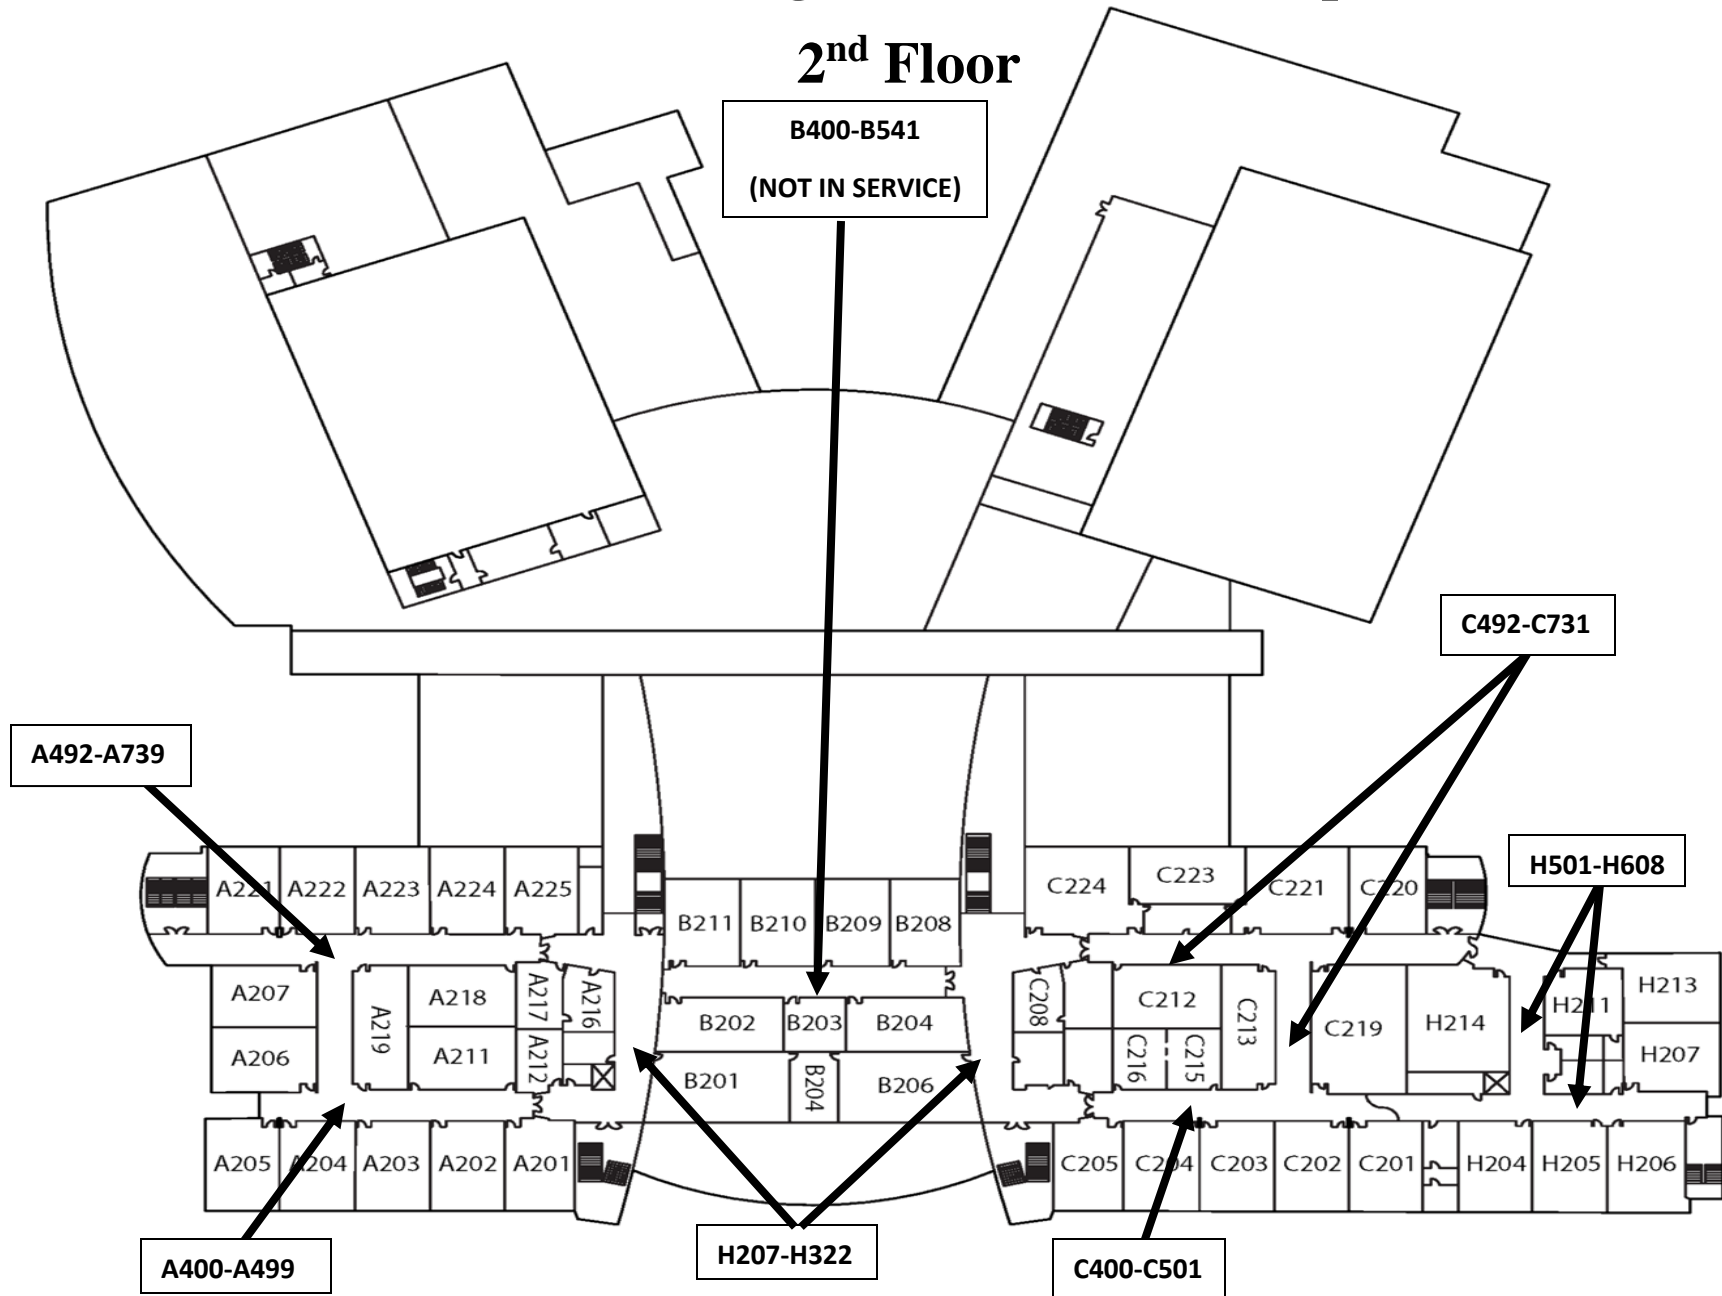 2nd Floor
B400-B541
(NOT IN SERVICE)
C492-C731
A492-A739
H501-H608
A221 A222 A223 A224 A225
B211 B210 B209 B208
C224 C223 C221 C220
A207 A218 A217 A216 A219
A206 A211 A212
B202 B203 B204
B201 B204 B206
C208 C212 C213 C219 H214 H211 H213
C216 C215 H207
A205 A204 A203 A202 A201
C205 C204 C203 C202 C201 H204 H205 H206
A400-A499
H207-H322
C400-C501